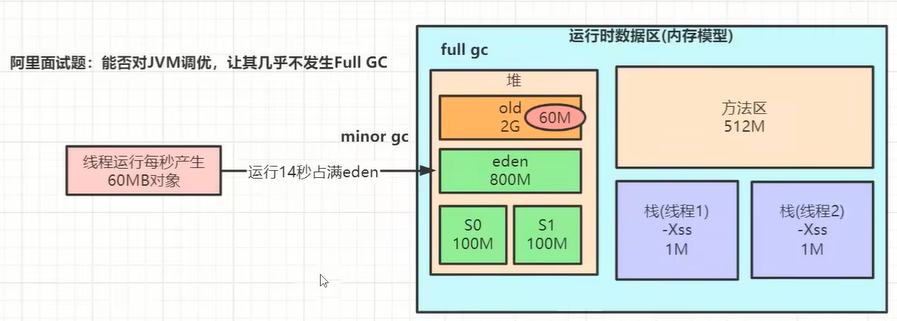 阿里面试题：能否对JVM调优，让其几乎不发生Full GC
线程运行每秒产生
60MB对象
运行14秒占满eden
minor gc
full gc
运行时数据区(内存模型)
堆
old
2G
60M
eden
800M
S0
100M
S1
100M
方法区
512M
栈(线程1)
-Xss
1M
栈(线程2)
-Xss
1M